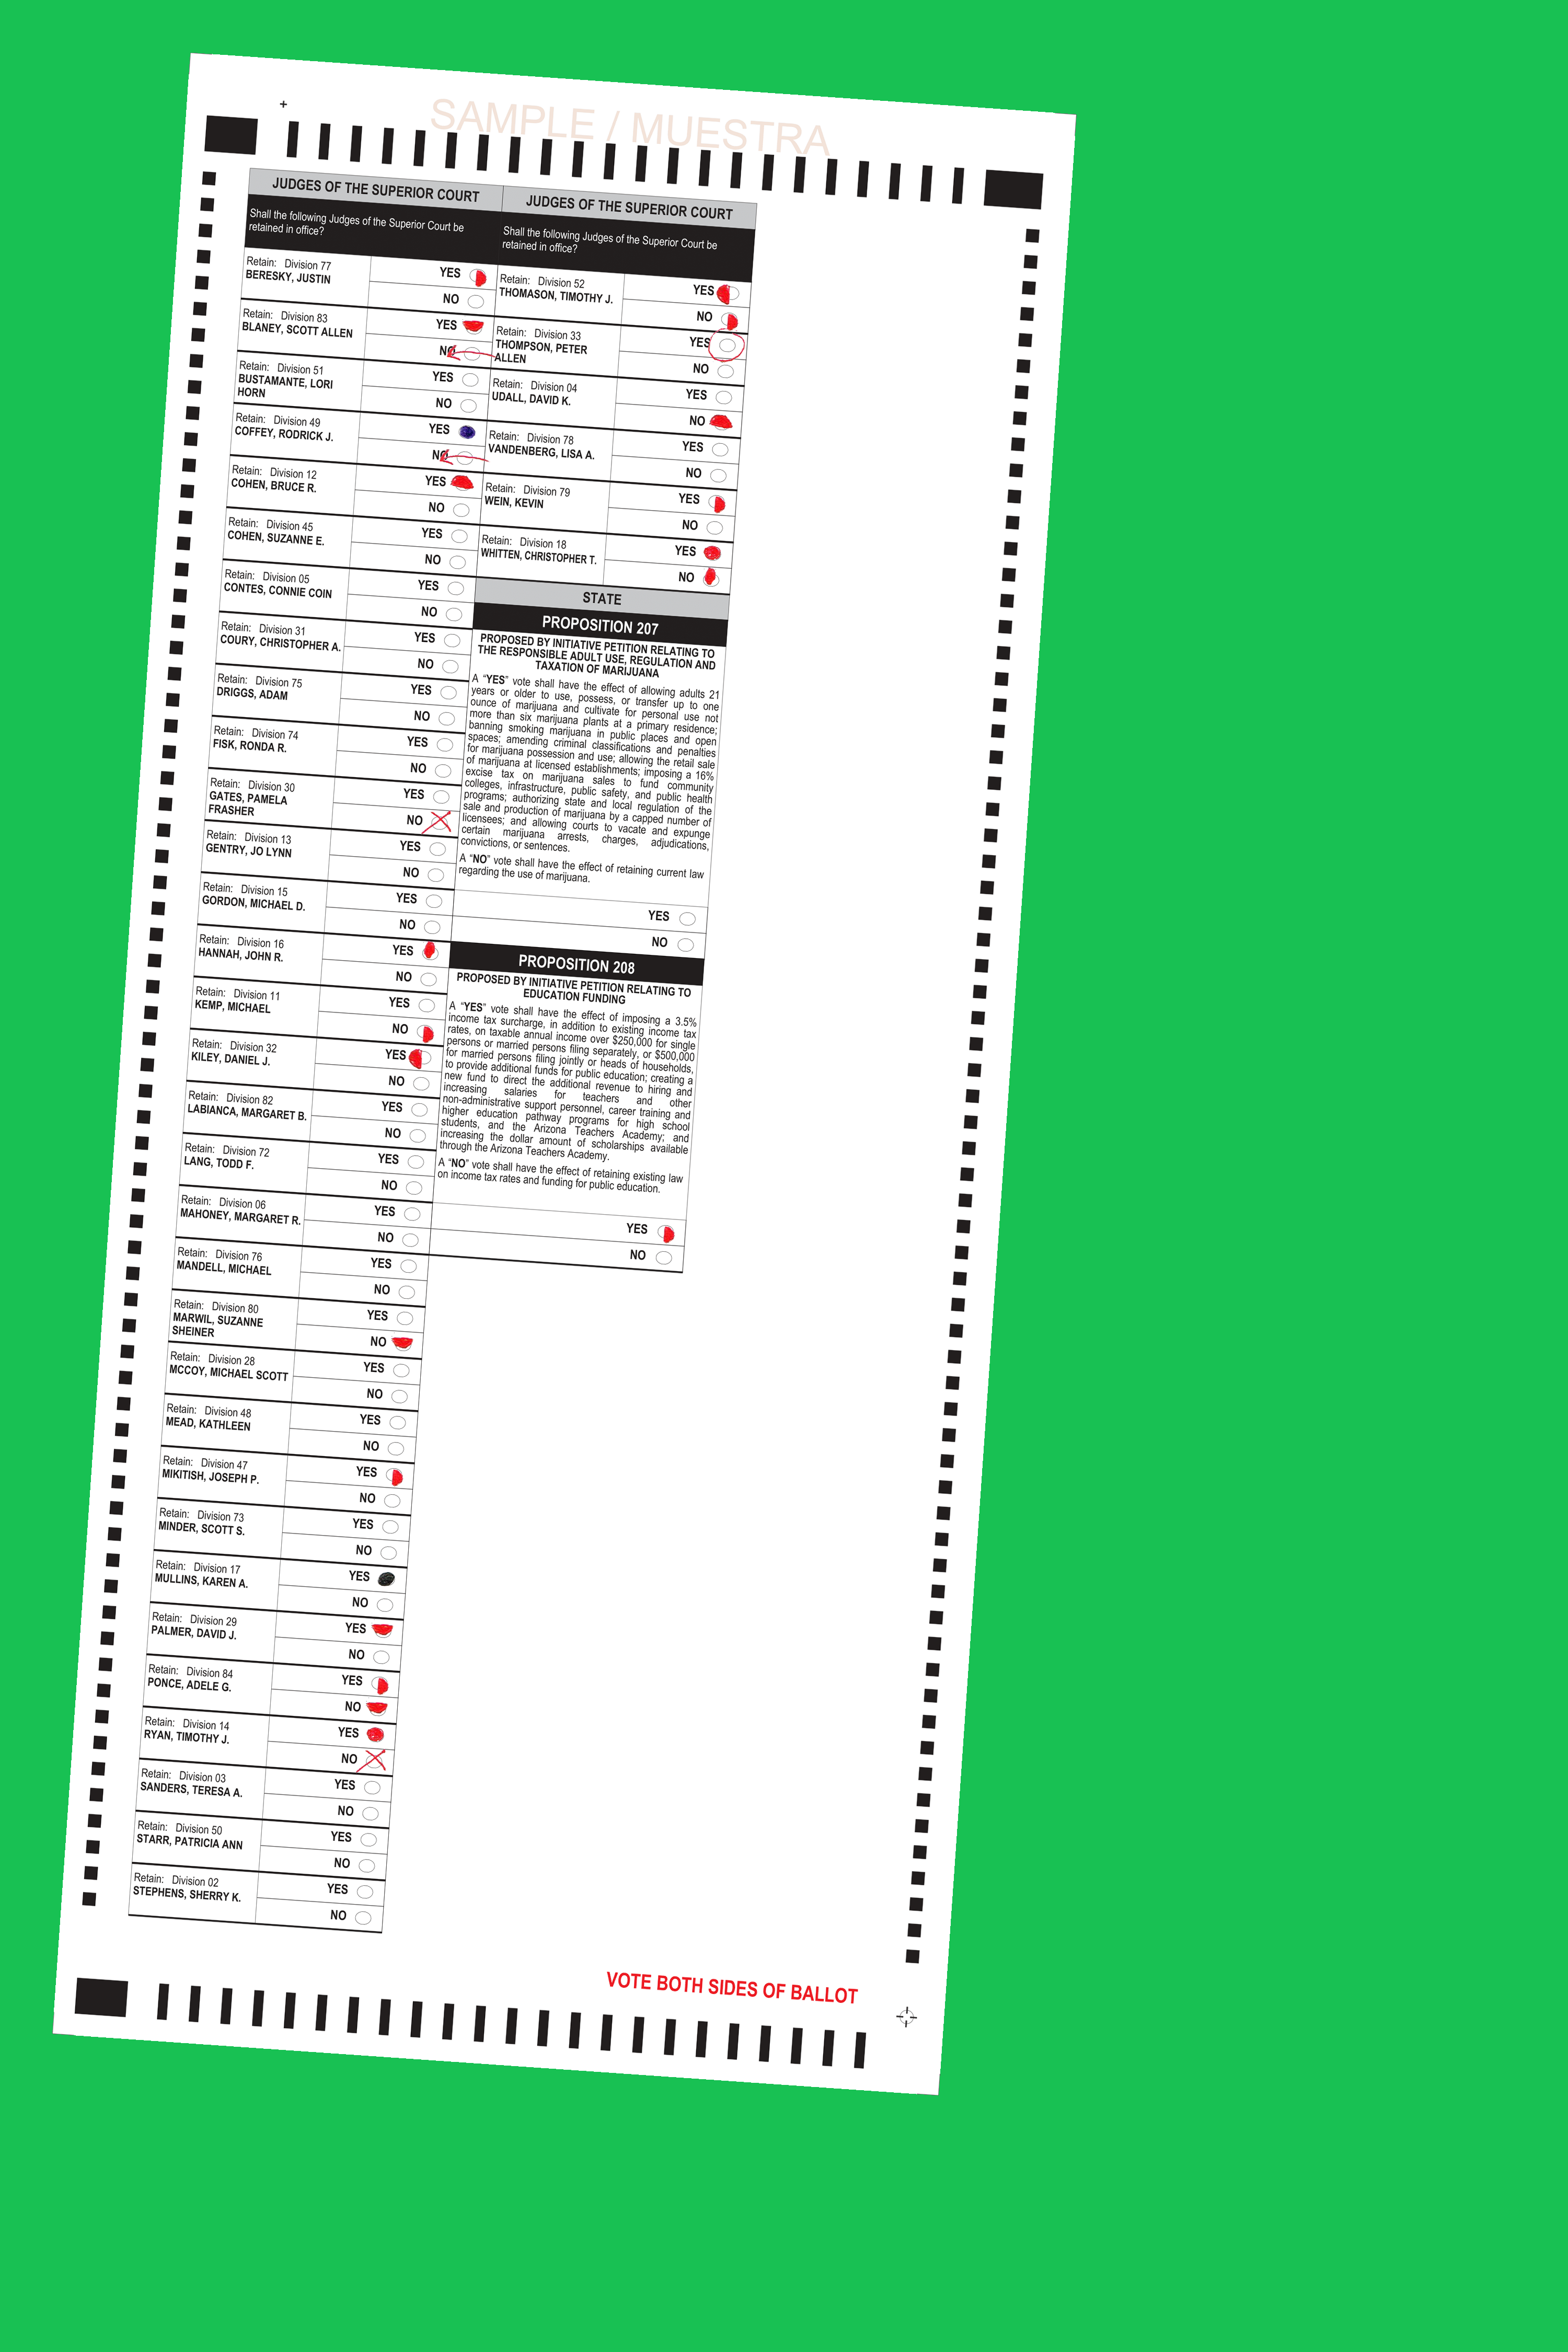 SAMPLE / MUESTRA
JUDGES OF THE SUPERIOR COURT
Shall the following Judges of the Superior Court be
retained in office?
Retain: Division 77
BERESKY, JUSTIN
YES
NO
Retain: Division 83
BLANEY, SCOTT ALLEN
YES
NO
Retain: Division 51
BUSTAMANTE, LORI
HORN
YES
NO
Retain: Division 49
COFFEY, RODRICK J.
YES
NO
Retain: Division 12
COHEN, BRUCE R.
YES
NO
Retain: Division 45
COHEN, SUZANNE E.
YES
NO
Retain: Division 05
CONTES, CONNIE COIN
YES
NO
Retain: Division 31
COURY, CHRISTOPHER A.
YES
NO
Retain: Division 75
DRIGGS, ADAM
YES
NO
Retain: Division 74
FISK, RONDA R.
YES
NO
Retain: Division 30
GATES, PAMELA
FRASHER
YES
NO
Retain: Division 13
GENTRY, JO LYNN
YES
NO
Retain: Division 15
GORDON, MICHAEL D.
YES
NO
Retain: Division 16
HANNAH, JOHN R.
YES
NO
Retain: Division 11
KEMP, MICHAEL
YES
NO
Retain: Division 32
KILEY, DANIEL J.
YES
NO
Retain: Division 82
LABIANCA, MARGARET B.
YES
NO
Retain: Division 72
LANG, TODD F.
YES
NO
Retain: Division 06
MAHONEY, MARGARET R.
YES
NO
Retain: Division 76
MANDELL, MICHAEL
YES
NO
Retain: Division 80
MARWIL, SUZANNE
SHEINER
YES
NO
Retain: Division 28
MCCOY, MICHAEL SCOTT
YES
NO
Retain: Division 48
MEAD, KATHLEEN
YES
NO
Retain: Division 47
MIKITISH, JOSEPH P.
YES
NO
Retain: Division 73
MINDER, SCOTT S.
YES
NO
Retain: Division 17
MULLINS, KAREN A.
YES
NO
Retain: Division 29
PALMER, DAVID J.
YES
NO
Retain: Division 84
PONCE, ADELE G.
YES
NO
Retain: Division 14
RYAN, TIMOTHY J.
YES
NO
Retain: Division 03
SANDERS, TERESA A.
YES
NO
Retain: Division 50
STARR, PATRICIA ANN
YES
NO
Retain: Division 02
STEPHENS, SHERRY K.
YES
NO
JUDGES OF THE SUPERIOR COURT
Shall the following Judges of the Superior Court be
retained in office?
Retain: Division 52
THOMASON, TIMOTHY J.
YES
NO
Retain: Division 33
THOMPSON, PETER
ALLEN
YES
NO
Retain: Division 04
UDALL, DAVID K.
YES
NO
Retain: Division 78
VANDENBERG, LISA A.
YES
NO
Retain: Division 79
WEIN, KEVIN
YES
NO
Retain: Division 18
WHITTEN, CHRISTOPHER T.
YES
NO
STATE
PROPOSITION 207
PROPOSED BY INITIATIVE PETITION RELATING TO
THE RESPONSIBLE ADULT USE, REGULATION AND
TAXATION OF MARIJUANA
A “YES” vote shall have the effect of allowing adults 21
years or older to use, possess, or transfer up to one
ounce of marijuana and cultivate for personal use not
more than six marijuana plants at a primary residence;
banning smoking marijuana in public places and open
spaces; amending criminal classifications and penalties
for marijuana possession and use; allowing the retail sale
of marijuana at licensed establishments; imposing a 16%
excise tax on marijuana sales to fund community
colleges, infrastructure, public safety, and public health
programs; authorizing state and local regulation of the
sale and production of marijuana by a capped number of
licensees; and allowing courts to vacate and expunge
certain marijuana arrests, charges, adjudications,
convictions, or sentences.
A “NO” vote shall have the effect of retaining current law
regarding the use of marijuana.
YES
NO
PROPOSITION 208
PROPOSED BY INITIATIVE PETITION RELATING TO
EDUCATION FUNDING
A “YES” vote shall have the effect of imposing a 3.5%
income tax surcharge, in addition to existing income tax
rates, on taxable annual income over $250,000 for single
persons or married persons filing separately, or $500,000
for married persons filing jointly or heads of households,
to provide additional funds for public education; creating a
new fund to direct the additional revenue to hiring and
increasing salaries for teachers and other
non-administrative support personnel, career training and
higher education pathway programs for high school
students, and the Arizona Teachers Academy; and
increasing the dollar amount of scholarships available
through the Arizona Teachers Academy.
A “NO” vote shall have the effect of retaining existing law
on income tax rates and funding for public education.
YES
NO
VOTE BOTH SIDES OF BALLOT